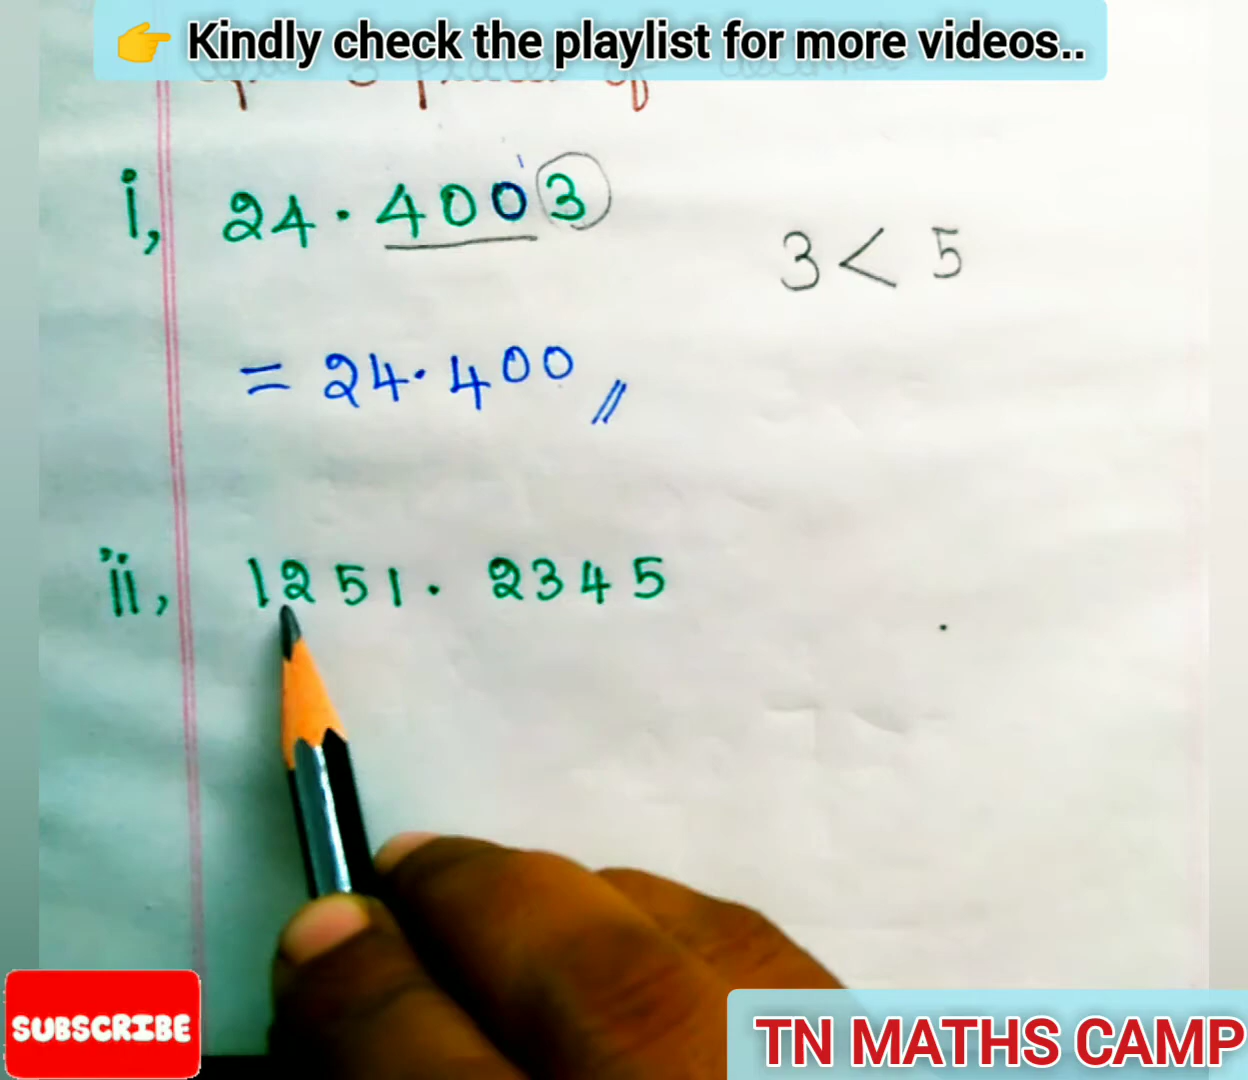 👉 Kindly check the playlist for more videos..
i, 24.4003
3 < 5
= 24.400 //
ii, 1251.2345
SUBSCRIBE
TN MATHS CAMP